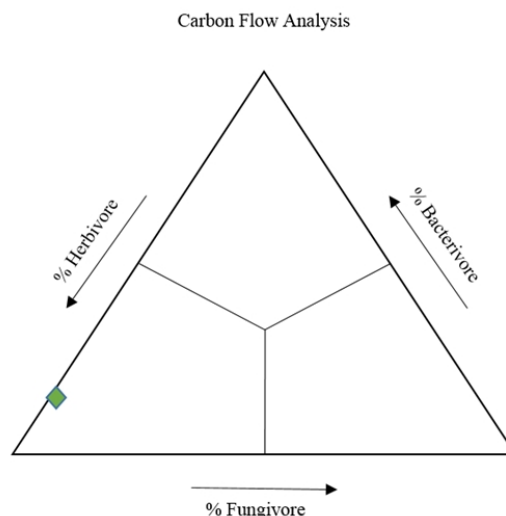 Carbon Flow Analysis
% Herbivore
% Bacterivore
% Fungivore